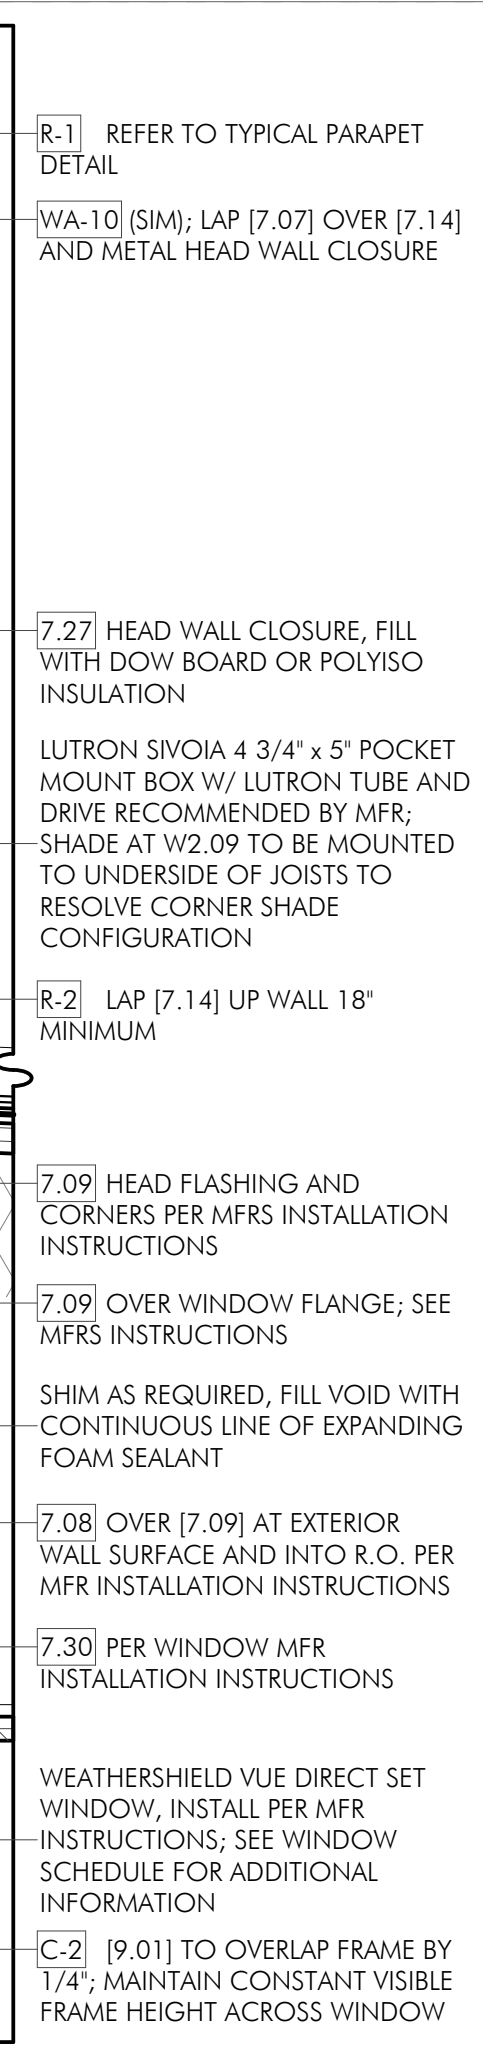 R-1 REFER TO TYPICAL PARAPET
DETAIL
WA-10 (SIM); LAP [7.07] OVER [7.14]
AND METAL HEAD WALL CLOSURE
7.27 HEAD WALL CLOSURE, FILL
WITH DOW BOARD OR POLYISO
INSULATION
LUTRON SIVOIA 4 3/4" x 5" POCKET
MOUNT BOX W/ LUTRON TUBE AND
DRIVE RECOMMENDED BY MFR;
SHADE AT W2.09 TO BE MOUNTED
TO UNDERSIDE OF JOISTS TO
RESOLVE CORNER SHADE
CONFIGURATION
R-2 LAP [7.14] UP WALL 18"
MINIMUM
7.09 HEAD FLASHING AND
CORNERS PER MFRS INSTALLATION
INSTRUCTIONS
7.09 OVER WINDOW FLANGE; SEE
MFRS INSTRUCTIONS
SHIM AS REQUIRED, FILL VOID WITH
CONTINUOUS LINE OF EXPANDING
FOAM SEALANT
7.08 OVER [7.09] AT EXTERIOR
WALL SURFACE AND INTO R.O. PER
MFR INSTALLATION INSTRUCTIONS
7.30 PER WINDOW MFR
INSTALLATION INSTRUCTIONS
WEATHERSHIELD VUE DIRECT SET
WINDOW, INSTALL PER MFR
INSTRUCTIONS; SEE WINDOW
SCHEDULE FOR ADDITIONAL
INFORMATION
C-2 [9.01] TO OVERLAP FRAME BY
1/4"; MAINTAIN CONSTANT VISIBLE
FRAME HEIGHT ACROSS WINDOW